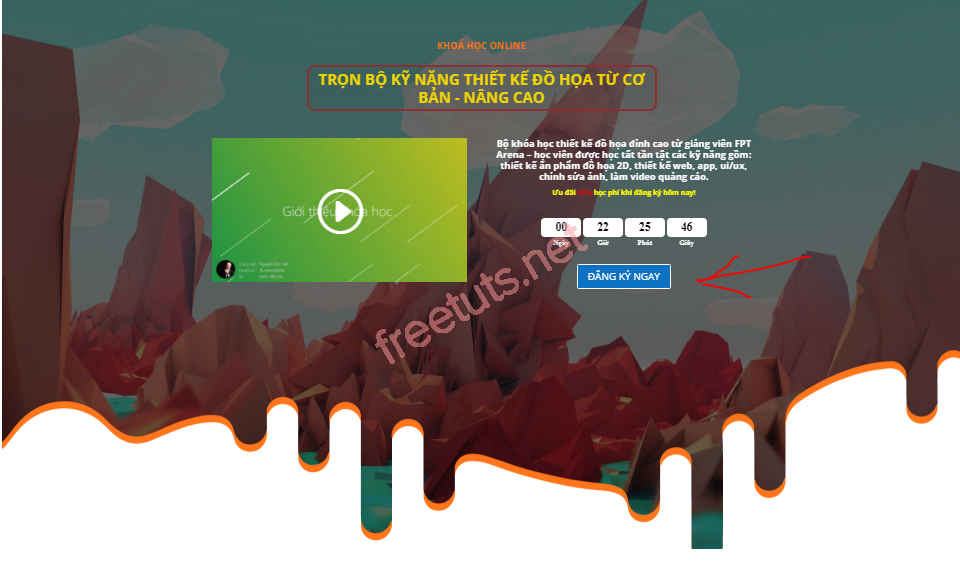 KHOÁ HỌC ONLINE
TRỌN BỘ KỸ NĂNG THIẾT KẾ ĐỒ HỌA TỪ CƠ
BẢN - NÂNG CAO
Bộ khóa học thiết kế đồ họa đỉnh cao từ giảng viên FPT
Arena – học viên được học tất tần tật các kỹ năng gồm:
thiết kế ấn phẩm đồ họa 2D, thiết kế web, app, ui/ux,
chỉnh sửa ảnh, làm video quảng cáo.
Ưu đãi học phí khi đăng ký hôm nay!
Giới thiệu khóa học
00 22 25 46
Ngày Giờ Phút Giây
ĐĂNG KÝ NGAY
freetuts.net